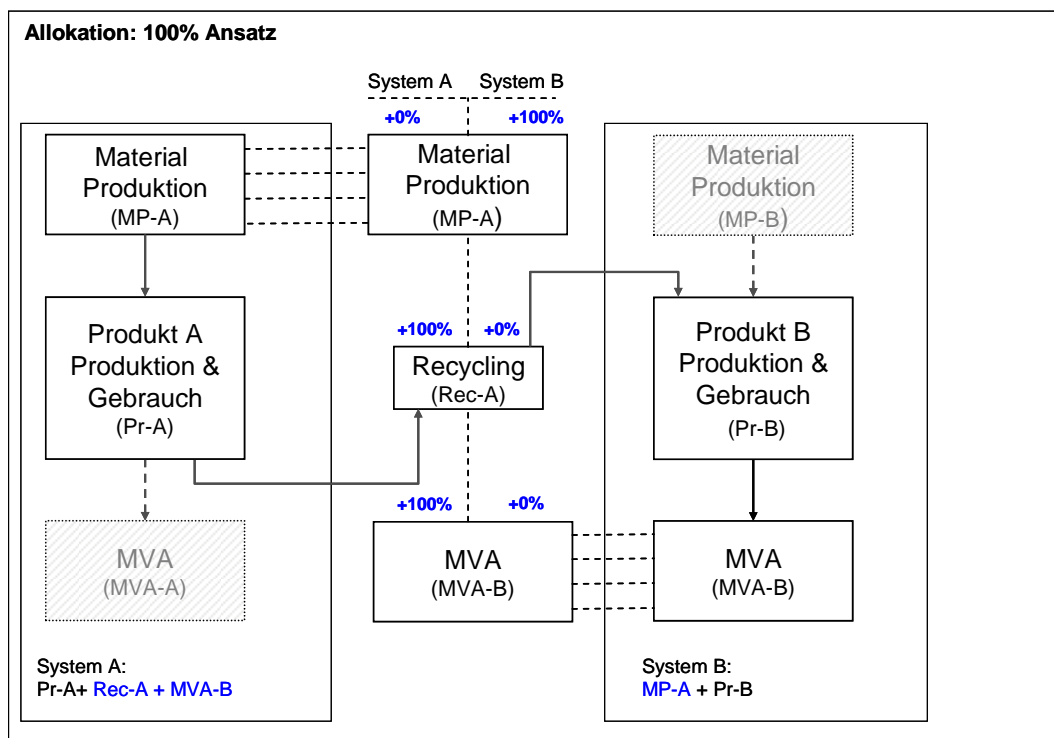 Allokation: 100% Ansatz
System A System B
+0% +100%
Material
Produktion
(MP-A)
Material
Produktion
(MP-A)
Material
Produktion
(MP-B)
Produkt A
Produktion &
Gebrauch
(Pr-A)
+100% +0%
Recycling
(Rec-A)
Produkt B
Produktion &
Gebrauch
(Pr-B)
+100% +0%
MVA
(MVA-A)
MVA
(MVA-B)
MVA
(MVA-B)
System A:
Pr-A+ Rec-A + MVA-B
System B:
MP-A + Pr-B